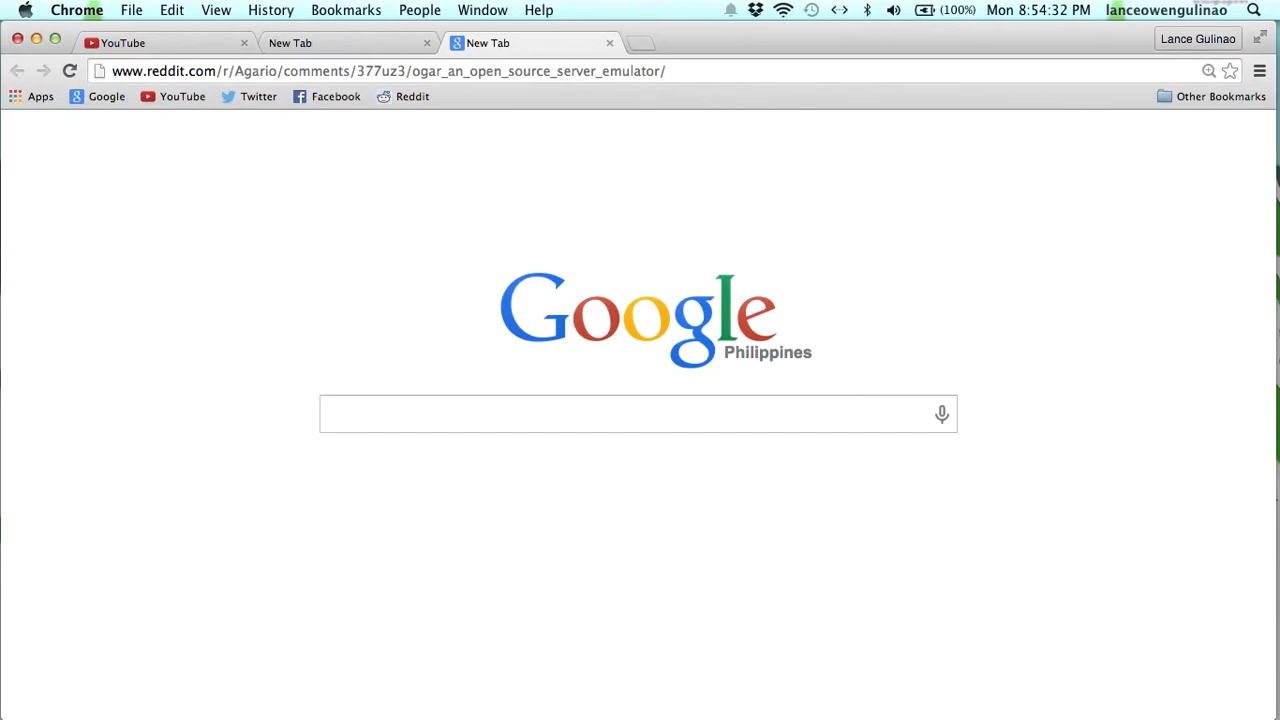 Chrome File Edit View History Bookmarks People Window Help (100%) Mon 8:54:32 PM lanceowengulinao
YouTube New Tab New Tab Lance Gulinao
www.reddit.com/r/Agario/comments/377uz3/ogar_an_open_source_server_emulator/
Apps Google YouTube Twitter Facebook Reddit Other Bookmarks
Google
Philippines